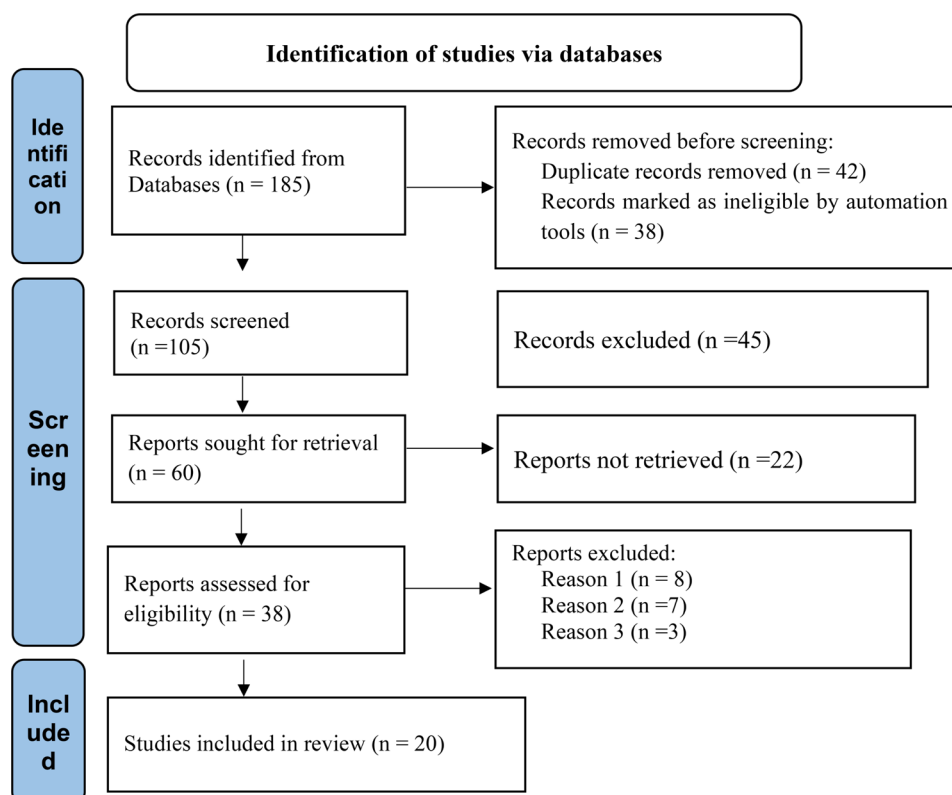 Identification of studies via databases
Ide
ntifi
cati
on
Records identified from
Databases (n = 185)
Records removed before screening:
Duplicate records removed (n = 42)
Records marked as ineligible by automation
tools (n = 38)
Scr
een
ing
Records screened
(n =105)
Records excluded (n =45)
Reports sought for retrieval
(n = 60)
Reports not retrieved (n =22)
Reports assessed for
eligibility (n = 38)
Reports excluded:
Reason 1 (n = 8)
Reason 2 (n =7)
Reason 3 (n =3)
Incl
ude
d
Studies included in review (n = 20)